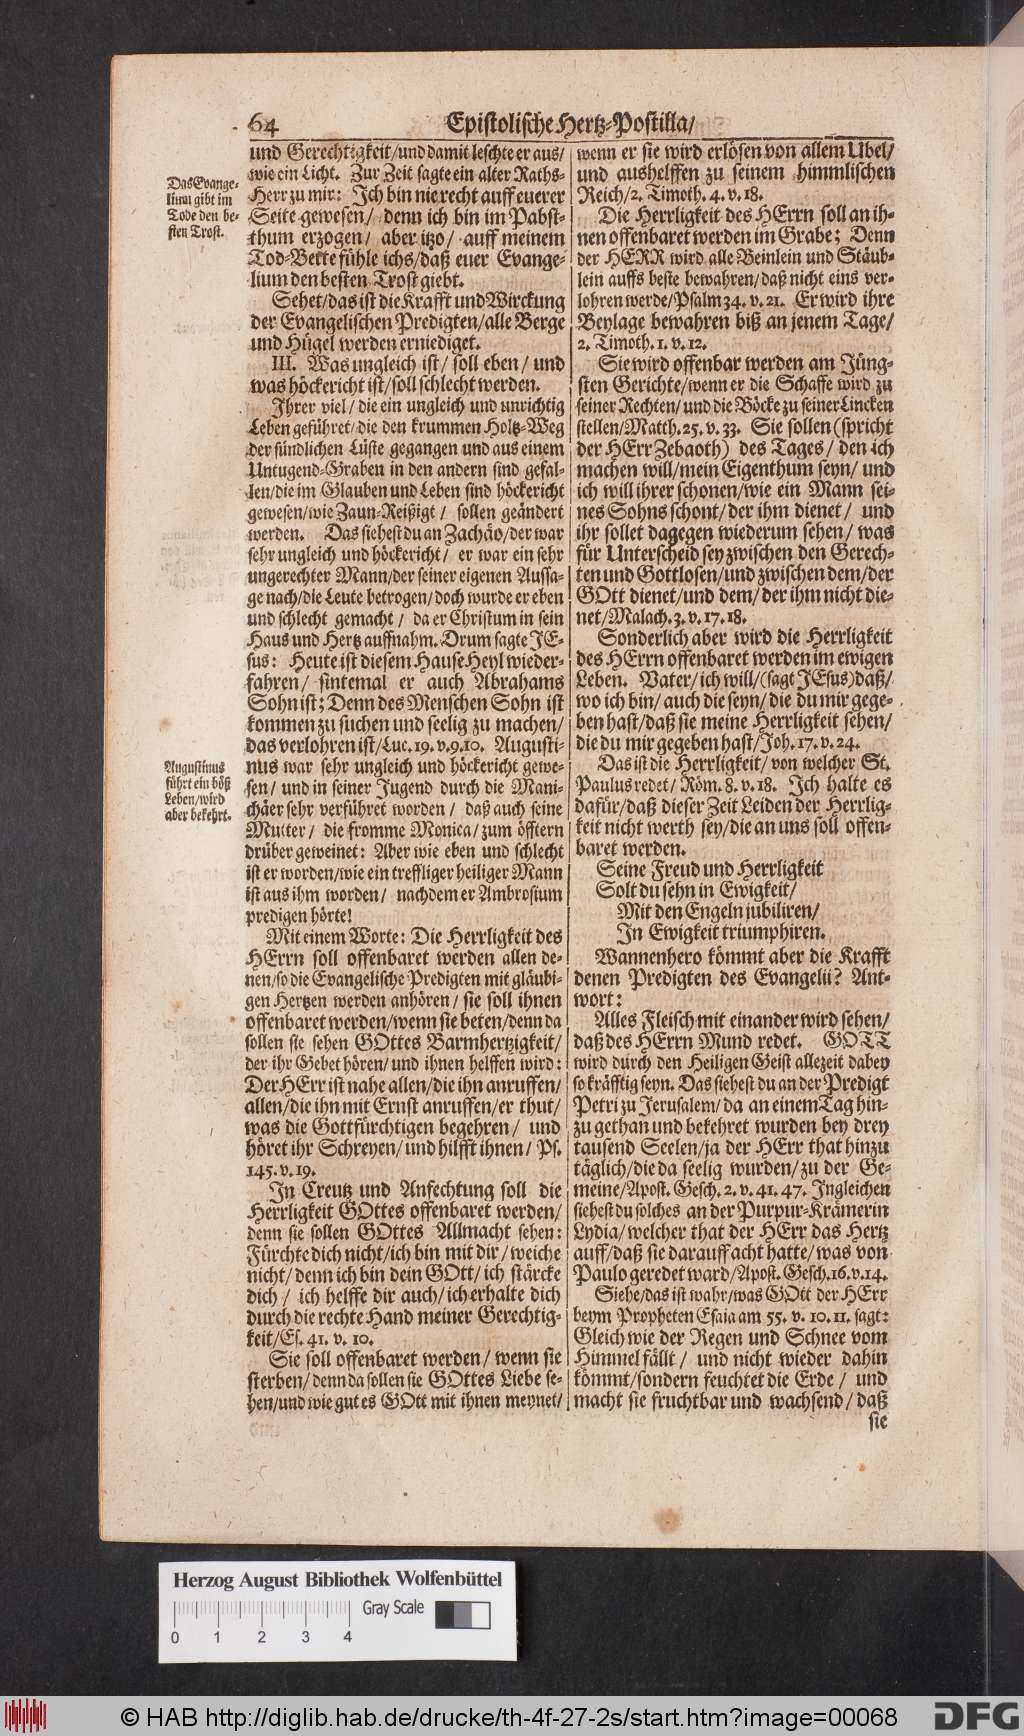 64
Epistolische Hertz-Postilla/
und Gerechtigkeit/und damit leschte er aus/
wie ein Licht. Zur Zeit sagte ein alter Raths-
Herr zu mir: Ich bin nie recht auff euerer
Seite gewesen/ denn ich bin im Pabst-
thum erzogen/ aber itzo/ auff meinem
Tod-Bette fühle ichs/daß euer Evange-
lium den besten Trost giebt.
Das Evange-
lium gibt im
Tode den be-
sten Trost.
Sehet/das ist die Krafft und Wirckung
der Evangelischen Predigten/alle Berge
und Hügel werden erniediget.
III. Was ungleich ist/ soll eben/ und
was höckericht ist/soll schlecht werden.
Ihrer viel/die ein ungleich und unrichtig
Leben geführet/die den krummen Holtz-Weg
der sündlichen Lüste gegangen und aus einem
Untugend-Graben in den andern sind gefal-
len/die im Glauben und Leben sind höckericht
gewesen/wie Zaun-Reißigt/ sollen geändert
werden. Das siehest du an Zachäo/der war
sehr ungleich und höckericht/ er war ein sehr
ungerechter Mann/der seiner eigenen Aussa-
ge nach/die Leute betrogen/doch wurde er eben
und schlecht gemacht/ da er Christum in sein
Haus und Hertz auffnahm. Drum sagte JE-
sus: Heute ist diesem Hause Heyl wieder-
fahren/ sintemal er auch Abrahams
Sohn ist; Denn des Menschen Sohn ist
kommen zu suchen und seelig zu machen/
das verlohren ist/Luc. 19. v. 9. 10. Augusti-
nus war sehr ungleich und höckericht gewe-
sen/ und in seiner Jugend durch die Mani-
chäer sehr verführet worden/ daß auch seine
Mutter/ die fromme Monica/ zum öfftern
drüber geweinet: Aber wie eben und schlecht
ist er worden/wie ein treffliger heiliger Mann
ist aus ihm worden/ nachdem er Ambrosium
predigen hörte!
Augustinus
führt ein böß
Leben/wird
aber bekehrt.
Mit einem Worte: Die Herrligkeit des
HErrn soll offenbaret werden allen de-
nen/so die Evangelische Predigten mit gläubi-
gen Hertzen werden anhören/ sie soll ihnen
offenbaret werden/wenn sie beten/denn da
sollen sie sehen GOttes Barmhertzigkeit/
der ihr Gebet hören/und ihnen helffen wird:
Der HErr ist nahe allen/die ihn anruffen/
allen/die ihn mit Ernst anruffen/er thut/
was die Gottfürchtigen begehren/ und
höret ihr Schreyen/und hilfft ihnen/ Ps.
145. v. 19.
In Creutz und Anfechtung soll die
Herrligkeit GOttes offenbaret werden/
denn sie sollen GOttes Allmacht sehen:
Fürchte dich nicht/ich bin mit dir/weiche
nicht/denn ich bin dein GOtt/ich stärcke
dich/ ich helffe dir auch/ich erhalte dich
durch die rechte Hand meiner Gerechtig-
keit/Es. 41. v. 10.
Sie soll offenbaret werden/wenn sie
sterben/denn da sollen sie GOttes Liebe se-
hen/und wie gut es GOtt mit ihnen meynet/
wenn er sie wird erlösen von allem Ubel/
und aushelffen zu seinem himmlischen
Reich/2. Timoth. 4. v. 18.
Die Herrligkeit des HErrn soll an ih-
nen offenbaret werden im Grabe; Denn
der HERR wird alle Beinlein und Stäub-
lein auffs beste bewahren/daß nicht eins ver-
lohren werde/Psalm 34. v. 21. Er wird ihre
Beylage bewahren biß an jenem Tage/
2. Timoth. 1. v. 12.
Sie wird offenbar werden am Jüng-
sten Gerichte/wenn er die Schaffe wird zu
seiner Rechten/und die Böcke zu seiner Lincken
stellen/Matth. 25. v. 33. Sie sollen (spricht
der HErr Zebaoth) des Tages/ den ich
machen will/mein Eigenthum seyn/ und
ich will ihrer schonen/wie ein Mann sei-
nes Sohns schont/der ihm dienet/ und
ihr sollet dagegen wiederum sehen/ was
für Unterscheid sey zwischen den Gerech-
ten und Gottlosen/und zwischen dem/der
GOtt dienet/und dem/der ihm nicht die-
net/Malach. 3. v. 17. 18.
Sonderlich aber wird die Herrligkeit
des HErrn offenbaret werden im ewigen
Leben. Vater/ich will/(sagt JEsus) daß/
wo ich bin/ auch die seyn/die du mir gege-
ben hast/daß sie meine Herrligkeit sehen/
die du mir gegeben hast/Joh. 17. v. 24.
Das ist die Herrligkeit/von welcher St.
Paulus redet/ Röm. 8. v. 18. Ich halte es
dafür/daß dieser Zeit Leiden der Herrlig-
keit nicht werth sey/die an uns soll offen-
baret werden.
Seine Freud und Herrligkeit
Solt du sehn in Ewigkeit/
Mit den Engeln jubiliren/
In Ewigkeit triumphiren.
Wannenhero kömmt aber die Krafft
denen Predigten des Evangelii? Ant-
wort:
Alles Fleisch mit einander wird sehen/
daß des HErrn Mund redet. GOTT
wird durch den Heiligen Geist allezeit dabey
so kräfftig seyn. Das siehest du an der Predigt
Petri zu Jerusalem/da an einem Tag hin-
zu gethan und bekehret wurden bey drey
tausend Seelen/ja der HErr that hinzu
täglich/die da seelig wurden/zu der Ge-
meine/Apost. Gesch. 2. v. 41. 47. Ingleichen
siehest du solches an der Purpur-Krämerin
Lydia/welcher that der HErr das Hertz
auff/daß sie darauff acht hatte/was von
Paulo geredet ward/Apost. Gesch. 16. v. 14.
Siehe/das ist wahr/was GOtt der HErr
beym Propheten Esaia am 55. v. 10. 11. sagt:
Gleich wie der Regen und Schnee vom
Himmel fällt/ und nicht wieder dahin
kömmt/sondern feuchtet die Erde/ und
macht sie fruchtbar und wachsend/ daß
sie
Herzog August Bibliothek Wolfenbüttel
Gray Scale
0 1 2 3 4
© HAB http://diglib.hab.de/drucke/th-4f-27-2s/start.htm?image=00068
DFG